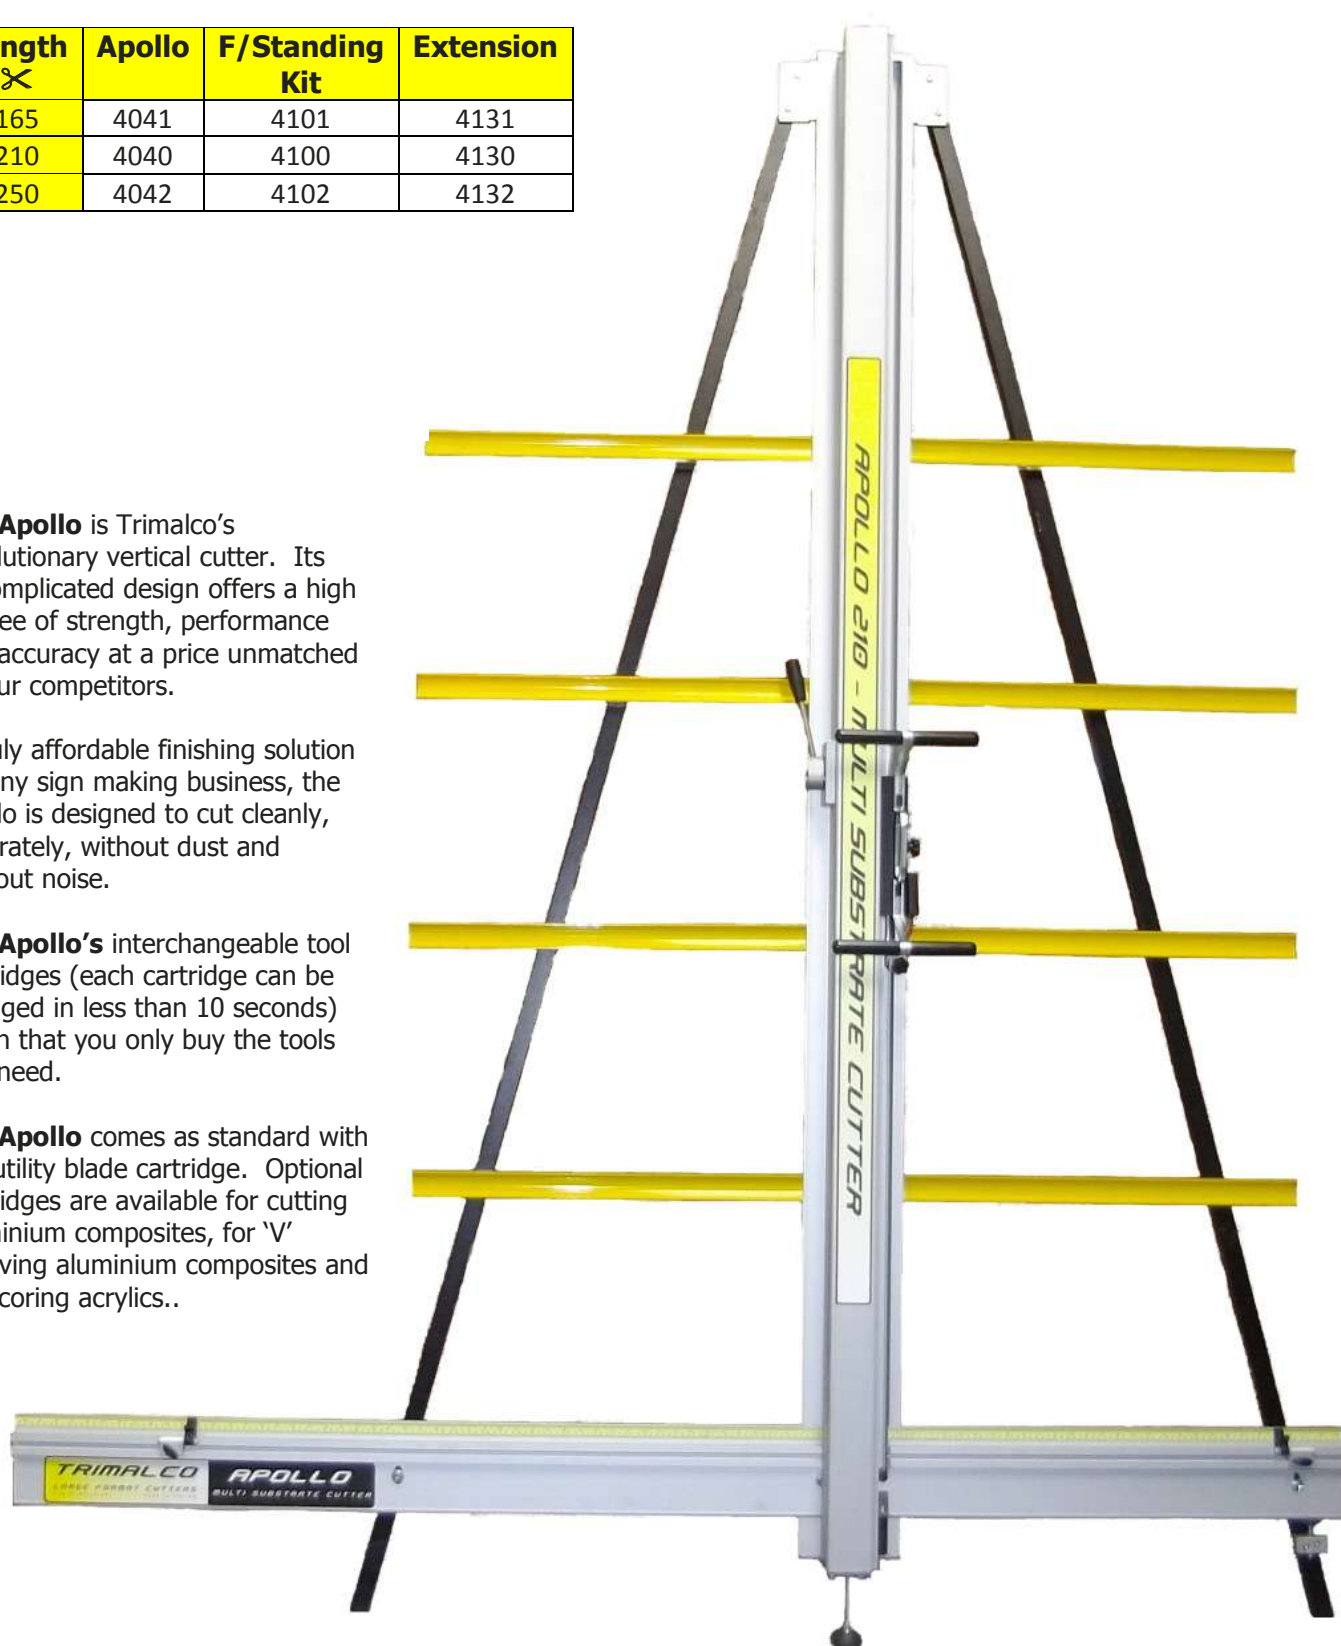 ngth Apollo F/Standing Extension
✂ Kit
165 4041 4101 4131
210 4040 4100 4130
250 4042 4102 4132
Apollo is Trimalco’s
lutionary vertical cutter. Its
omplicated design offers a high
ee of strength, performance
accuracy at a price unmatched
ur competitors.
uly affordable finishing solution
ny sign making business, the
lo is designed to cut cleanly,
rately, without dust and
out noise.
Apollo’s interchangeable tool
idges (each cartridge can be
ged in less than 10 seconds)
n that you only buy the tools
need.
Apollo comes as standard with
utility blade cartridge. Optional
idges are available for cutting
inium composites, for ‘V’
ving aluminium composites and
coring acrylics..
APOLLO 210 - MULTI SUBSTRATE CUTTER
TRIMALCO
LARGE FORMAT CUTTERS
APOLLO
MULTI SUBSTRATE CUTTER